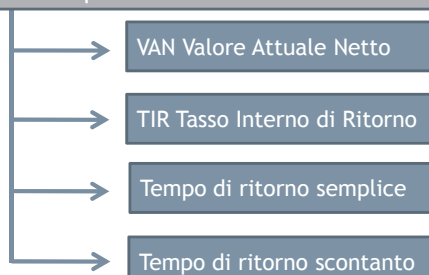 VAN Valore Attuale Netto
TIR Tasso Interno di Ritorno
Tempo di ritorno semplice
Tempo di ritorno scontanto